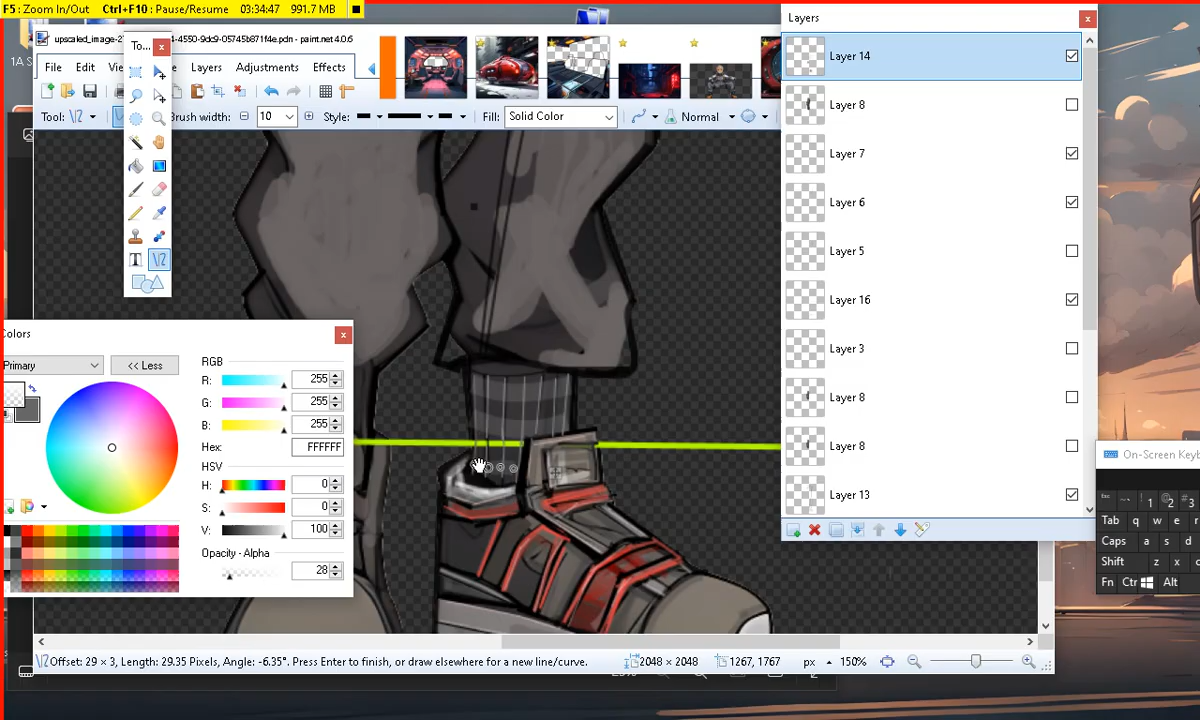 F5: Zoom In/Out Ctrl+F10 : Pause/Resume 03:34:47 991.7 MB
4-4550-9dc9-05745b871f4e.pdn - paint.net 4.0.6
To...
File Edit Layers Adjustments Effects
Tool: Brush width: 10 Style: Fill: Solid Color Normal
Layers
Layer 14
Layer 8
Layer 7
Layer 6
Layer 5
Layer 16
Layer 3
Layer 8
Layer 8
Layer 13
Colors
Primary << Less
RGB
R: 255
G: 255
B: 255
Hex: FFFFFF
HSV
H: 0
S: 0
V: 100
Opacity - Alpha
28
On-Screen Keyb
Esc ~ ` ! 1 @ 2 # 3
Tab q w e r
Caps a s d
Shift z x c
Fn Ctrl Alt
Offset: 29 × 3, Length: 29.35 Pixels, Angle: -6.35°. Press Enter to finish, or draw elsewhere for a new line/curve. 2048 × 2048 1267, 1767 px 150%